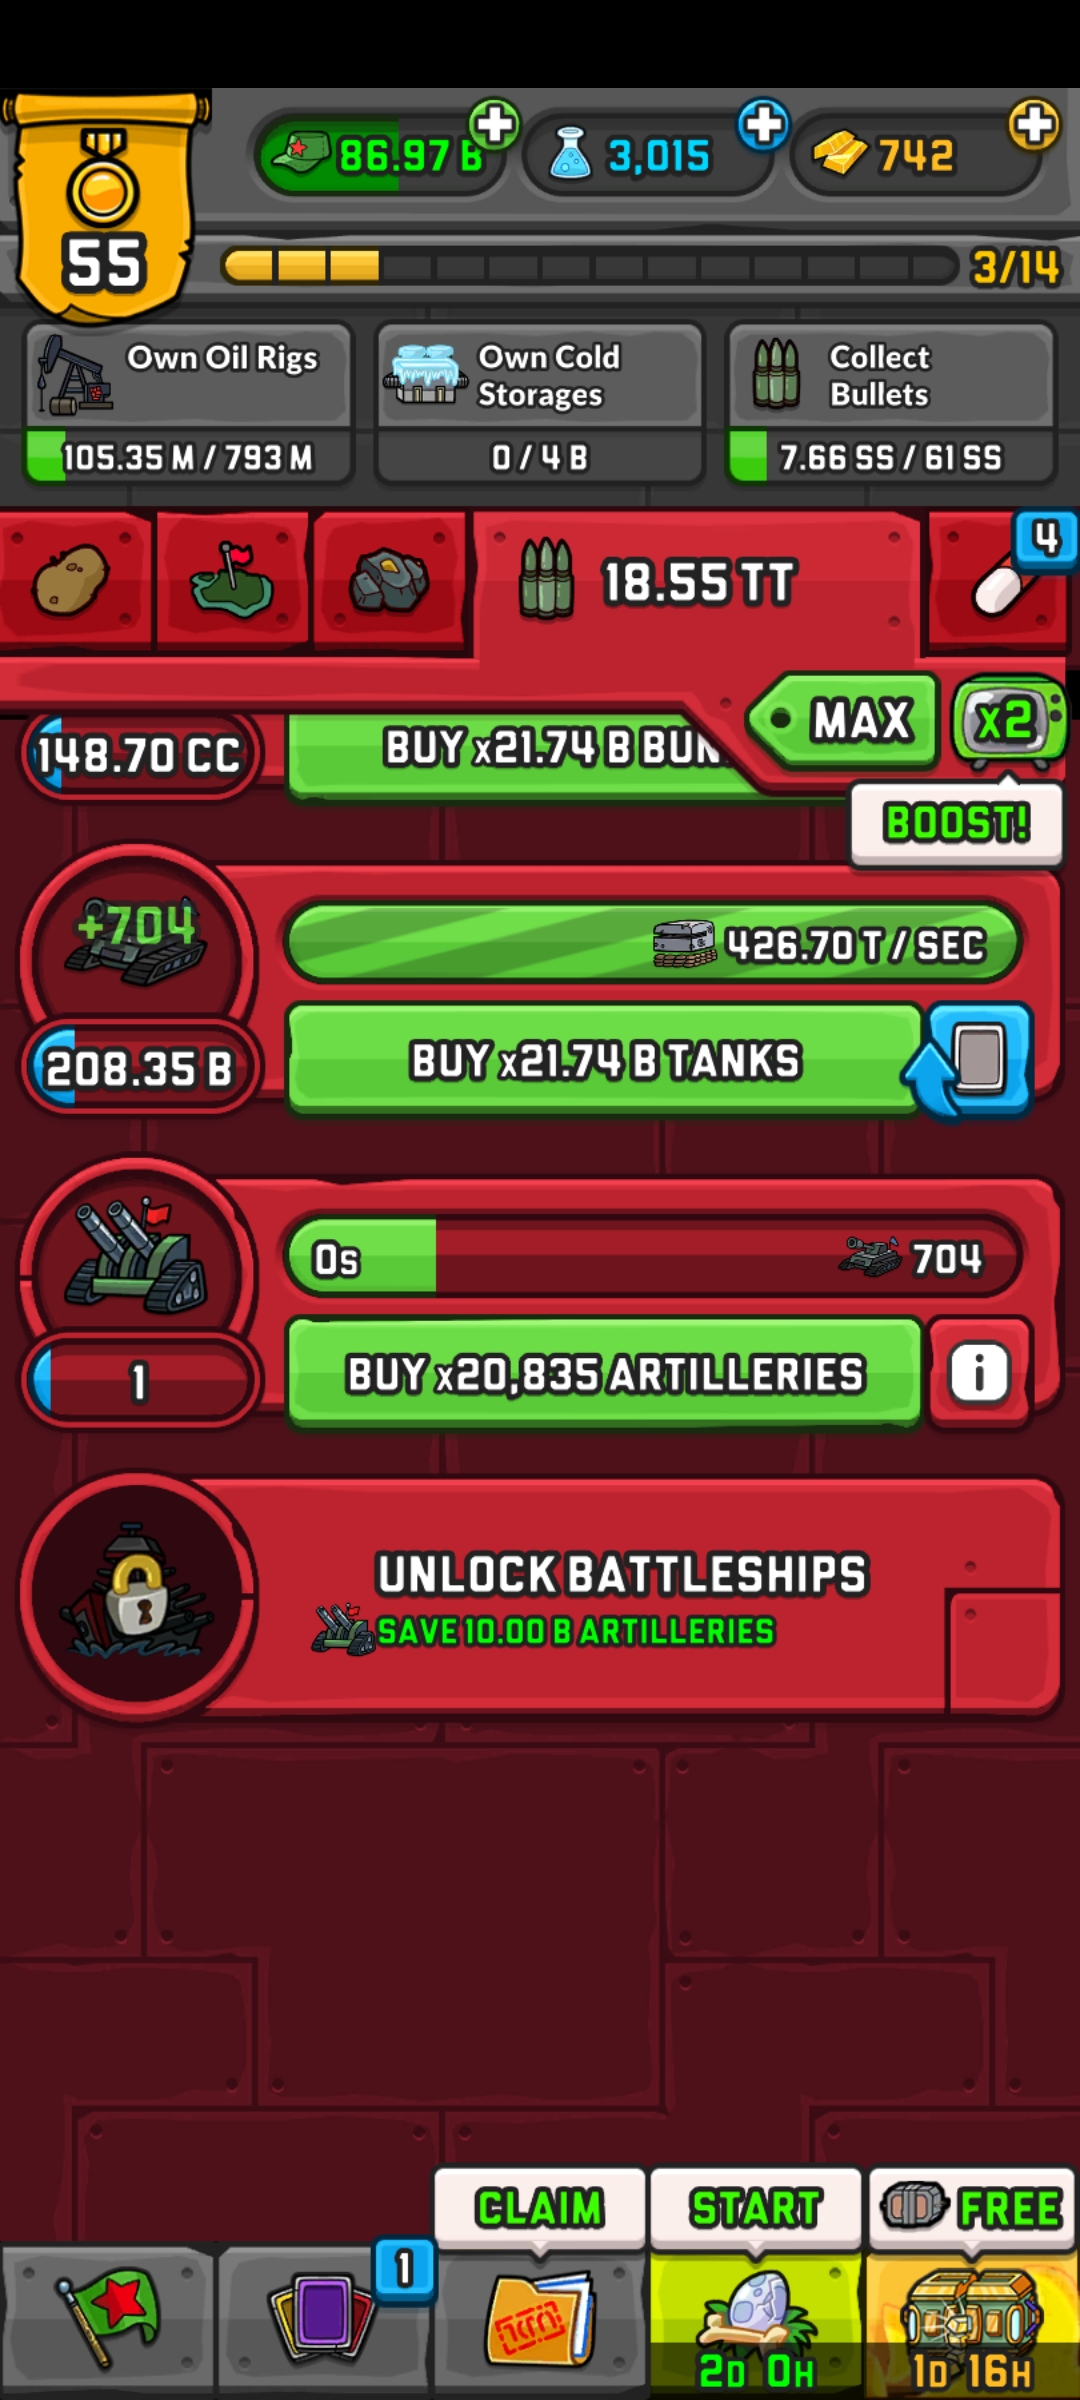 86.97 B
3,015
742
55
3/14
Own Oil Rigs
105.35 M / 793 M
Own Cold
Storages
0 / 4 B
Collect
Bullets
7.66 SS / 61 SS
18.55 TT
4
MAX
x2
BOOST!
148.70 CC
BUY x21.74 B BUN
+704
426.70 T / SEC
208.35 B
BUY x21.74 B TANKS
0s
704
1
BUY x20,835 ARTILLERIES
i
UNLOCK BATTLESHIPS
SAVE 10.00 B ARTILLERIES
CLAIM
START
FREE
1
2D 0H
1D 16H